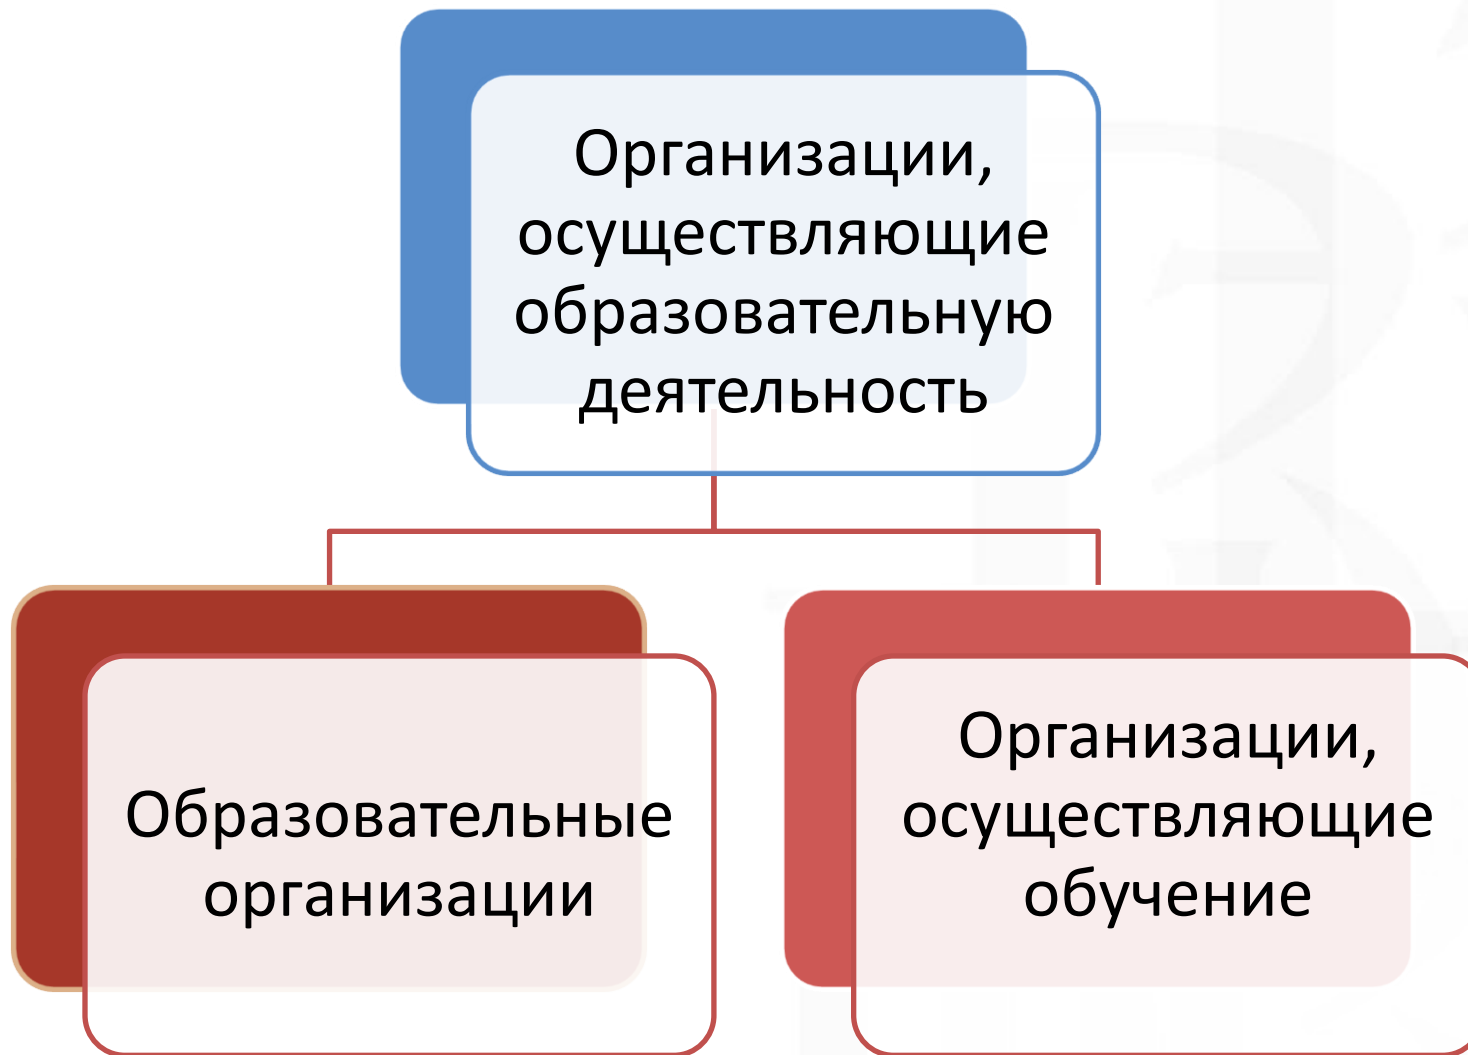 Организации,
осуществляющие
образовательную
деятельность
Образовательные
организации
Организации,
осуществляющие
обучение